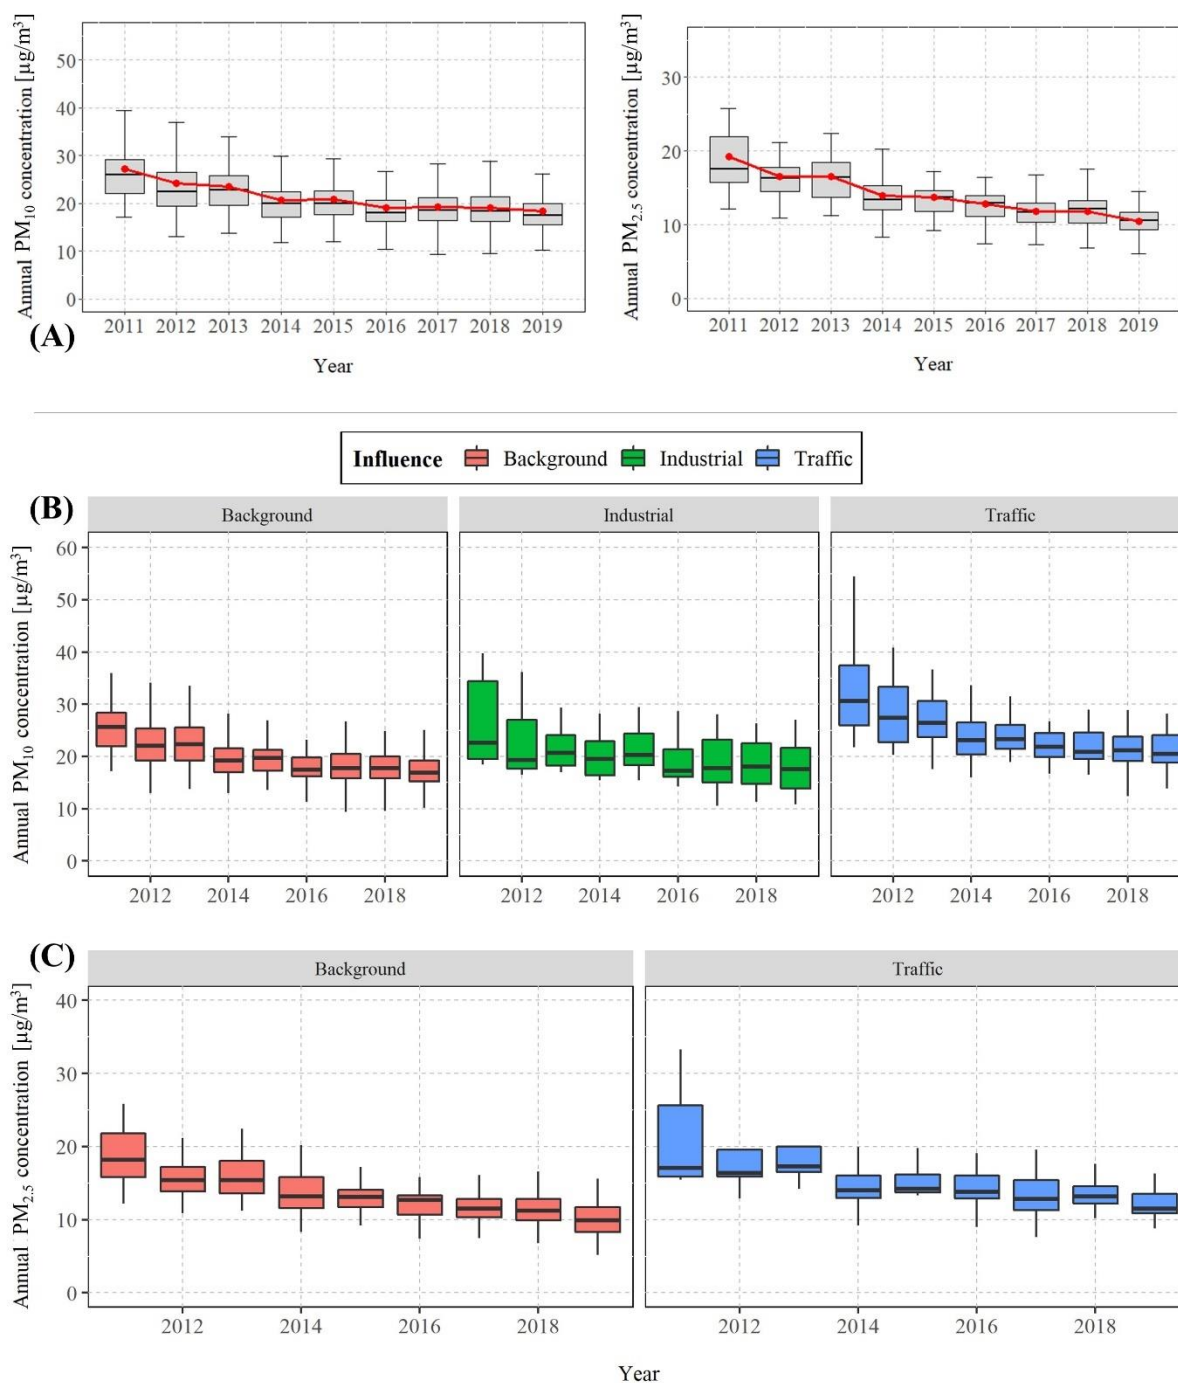 Annual PM10 concentration [µg/m³]
50
40
30
20
10
0
2011 2012 2013 2014 2015 2016 2017 2018 2019
Year
Annual PM2.5 concentration [µg/m³]
30
20
10
0
2011 2012 2013 2014 2015 2016 2017 2018 2019
Year
(A)
Influence Background Industrial Traffic
(B)
Background Industrial Traffic
Annual PM10 concentration [µg/m³]
60
50
40
30
20
10
0
2012 2014 2016 2018 2012 2014 2016 2018 2012 2014 2016 2018
(C)
Background Traffic
Annual PM2.5 concentration [µg/m³]
40
30
20
10
0
2012 2014 2016 2018 2012 2014 2016 2018
Year